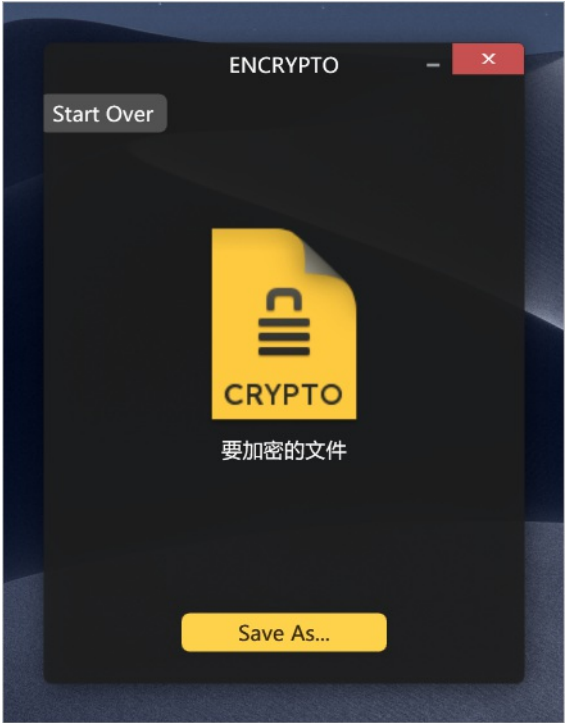 ENCRYPTO
Start Over
CRYPTO
要加密的文件
Save As...